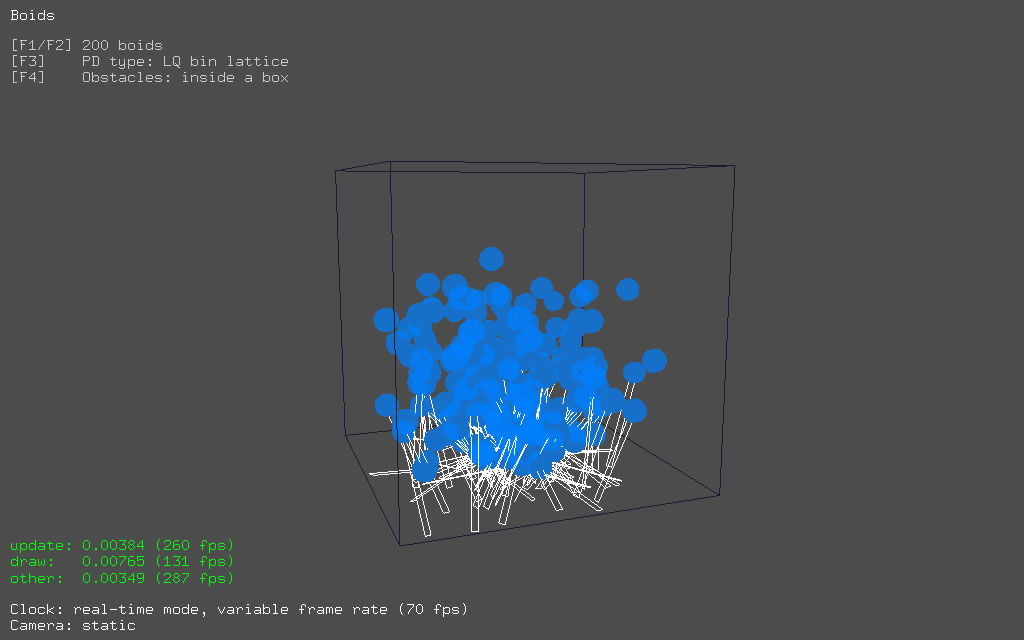 Boids
[F1/F2] 200 boids
[F3] PD type: LQ bin lattice
[F4] Obstacles: inside a box
update: 0.00384 (260 fps)
draw: 0.00765 (131 fps)
other: 0.00349 (287 fps)
Clock: real-time mode, variable frame rate (70 fps)
Camera: static